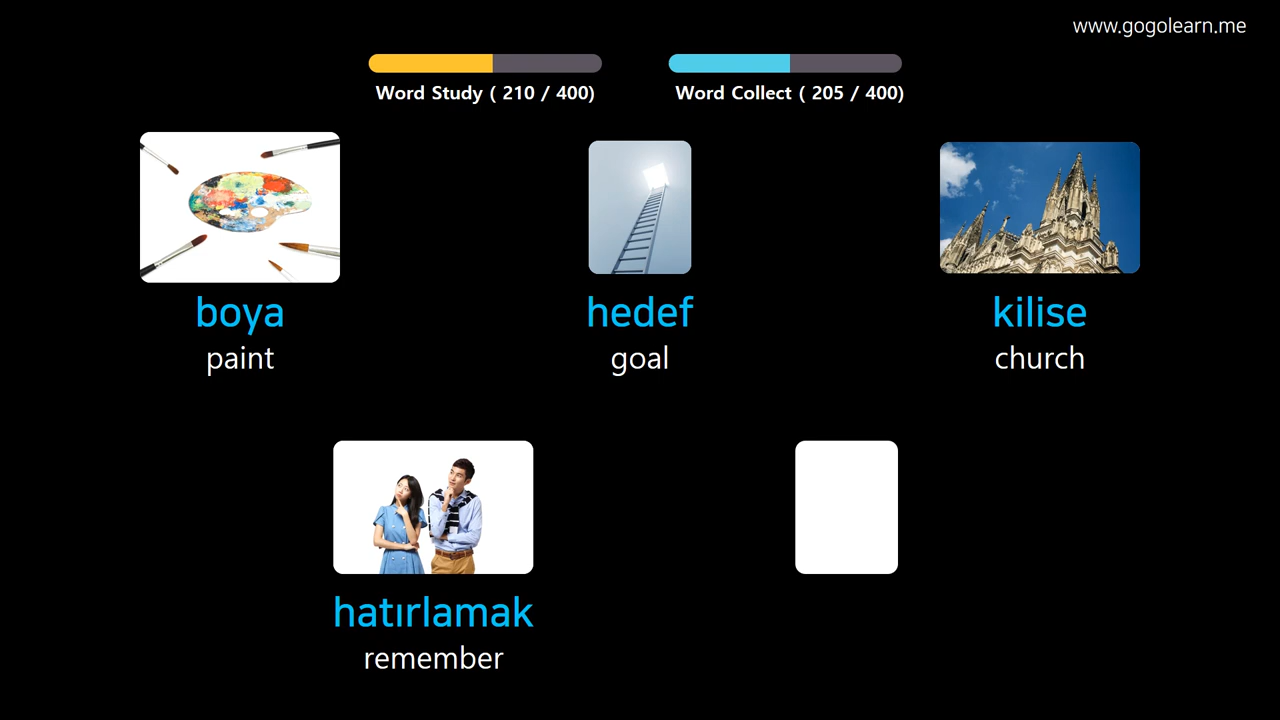 www.gogolearn.me
Word Study ( 210 / 400)
Word Collect ( 205 / 400)
boya
paint
hedef
goal
kilise
church
hatırlamak
remember